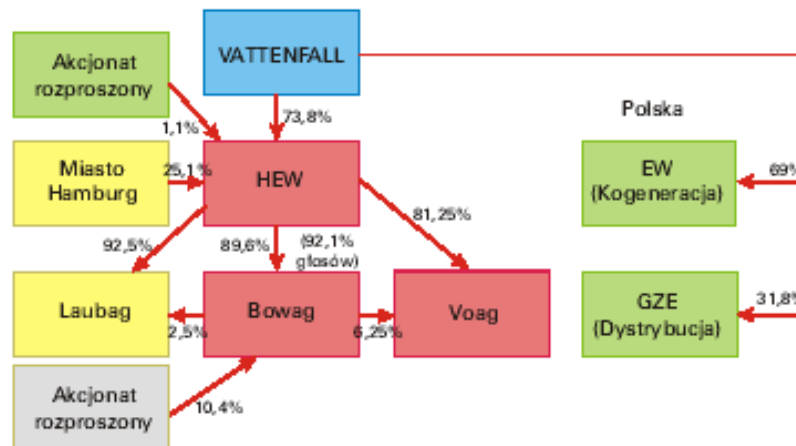 Akcjonat
rozproszony
VATTENFALL
73,8%
Polska
1,1%
Miasto
Hamburg
25,1%
HEW
EW
(Kogeneracja)
69%
81,25%
92,5%
89,6%
(92,1%
głosów)
Laubag
2,5%
Bowag
6,25%
Voag
GZE
(Dystrybucja)
31,8%
Akcjonat
rozproszony
10,4%